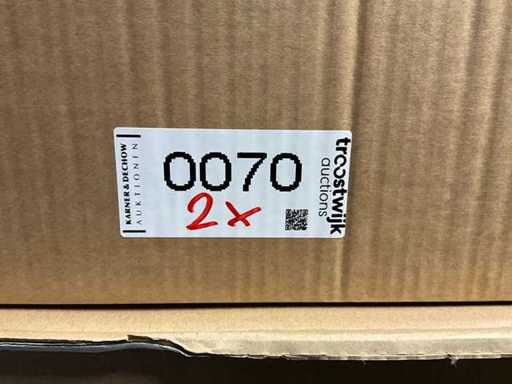 KARNER & DECHOW
AUKTIONEN
0070
2x
troostwijk
auctions